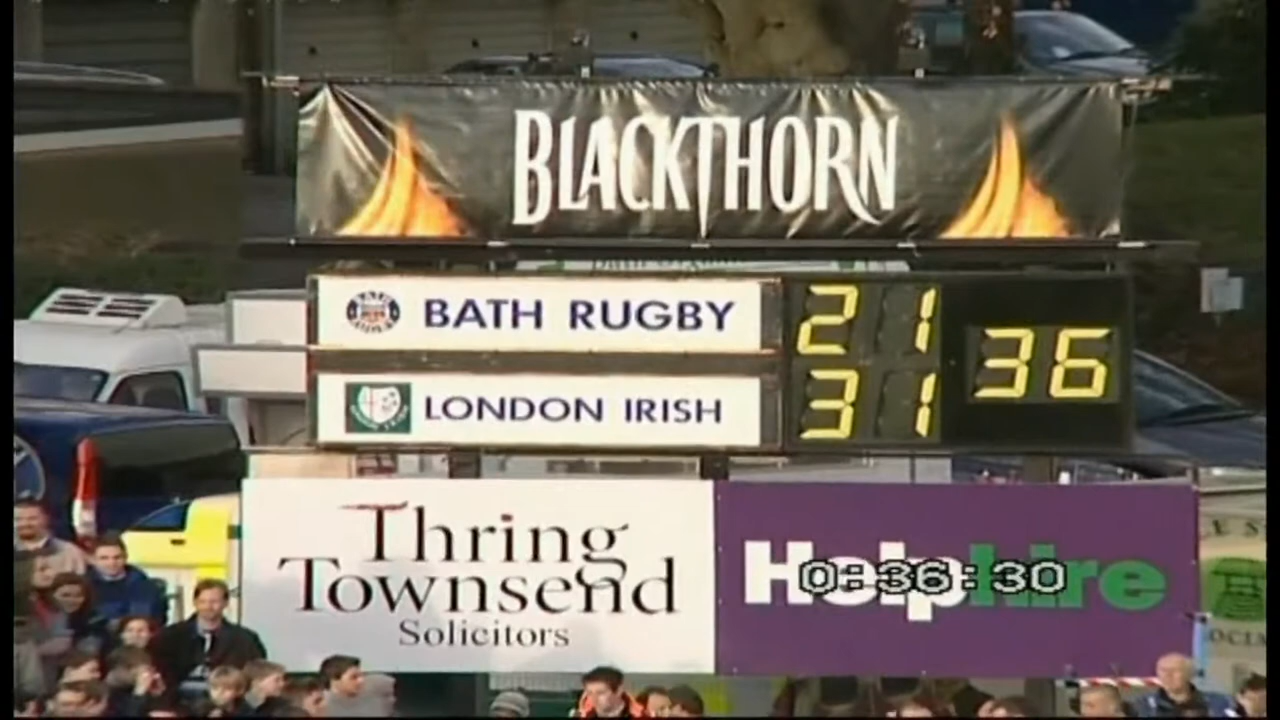 BLACKTHORN
BATH RUGBY 21
36
LONDON IRISH 31
Thring
Townsend
Solicitors
Helphire
0:36:30